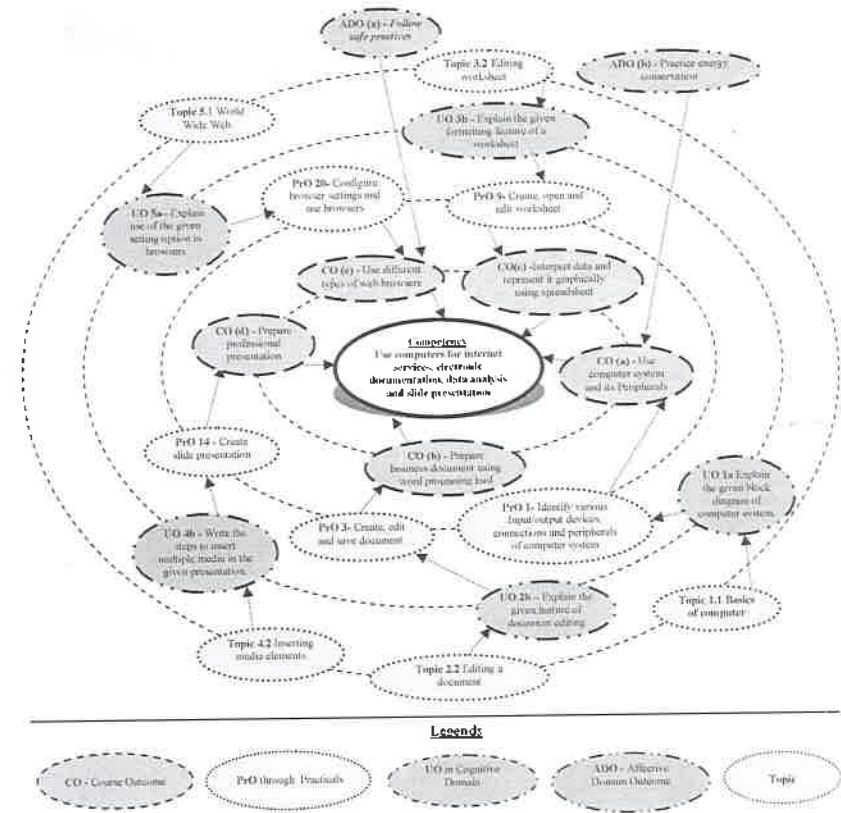 ADO (a) - Follow
safe practices
Topic 3.2 Editing
worksheet
ADO (b) - Practice energy
conservation
Topic 5.1 World
Wide Web
UO 3b - Explain the given
formatting feature of a
worksheet
PrO 20- Configure
browser settings and
use browsers
PrO 9- Create, open and
edit worksheet
UO 5a - Explain
use of the given
setting option in
browsers
CO (e) - Use different
types of web browsers
CO(c) -Interpret data and
represent it graphically
using spreadsheet
CO (d) - Prepare
professional
presentation
Competency
Use computers for internet
services, electronic
documentation, data analysis
and slide presentation
CO (a) - Use
computer system
and its Peripherals
PrO 14 - Create
slide presentation
CO (b) - Prepare
business document using
word processing tool
UO 1a Explain
the given block
diagram of
computer system.
PrO 1- Identify various
Input/output devices,
connections and peripherals
of computer system
PrO 3- Create, edit
and save document
UO 4b - Write the
steps to insert
multiple media in the
given presentation.
UO 2b - Explain the
given feature of
document editing
Topic 1.1 Basics
of computer
Topic 4.2 Inserting
media elements
Topic 2.2 Editing a
document
Legends
CO - Course Outcome
PrO through Practicals
UO in Cognitive
Domain
ADO - Affective
Domain Outcome
Topic